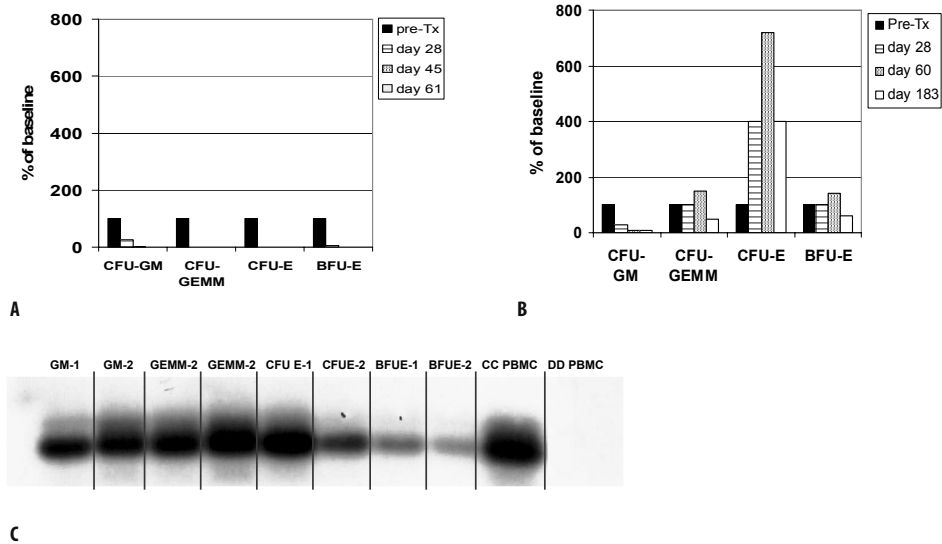 800
600
400
200
0
% of baseline
pre-Tx
day 28
day 45
day 61
CFU-GM
CFU-
GEMM
CFU-E
BFU-E
A
800
600
400
200
0
% of baseline
Pre-Tx
day 28
day 60
day 183
CFU-
GM
CFU-
GEMM
CFU-E
BFU-E
B
GM-1 GM-2 GEMM-2 GEMM-2 CFU E-1 CFUE-2 BFUE-1 BFUE-2 CC PBMC DD PBMC
C